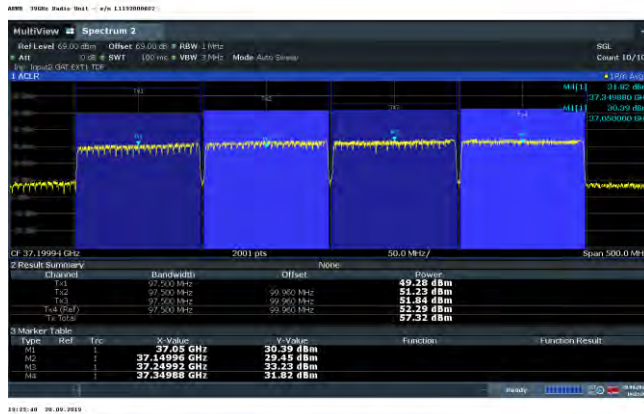 MultiView Spectrum 2
Ref Level 69.00 dBm Offset 69.00 dB RBW 1 MHz SGL
Att 0 dB SWT 100 ms VBW 3 MHz Mode Auto Sweep Count 10/10
1 ACLR 1Rm Avg
M4[1] 31.82 dBm
37.349880 GHz
M1[1] 30.39 dBm
37.050000 GHz
Tx1
Tx2
CF 37.19994 GHz 2001 pts 50.0 MHz/ Span 500.0 MHz
2 Result Summary None
Channel Bandwidth Offset Power
Tx1 97.500 MHz 49.28 dBm
Tx2 97.500 MHz 99.960 MHz 51.23 dBm
Tx3 97.500 MHz 99.960 MHz 51.84 dBm
Tx4 (Ref) 97.500 MHz 99.960 MHz 52.29 dBm
Tx Total 57.32 dBm
3 Marker Table
Type Ref Trc X-Value Y-Value Function Function Result
M1 1 37.05 GHz 30.39 dBm
M2 1 37.14996 GHz 29.45 dBm
M3 1 37.24992 GHz 33.23 dBm
M4 1 37.34988 GHz 31.82 dBm
Ready
19:25:40 20.09.2019